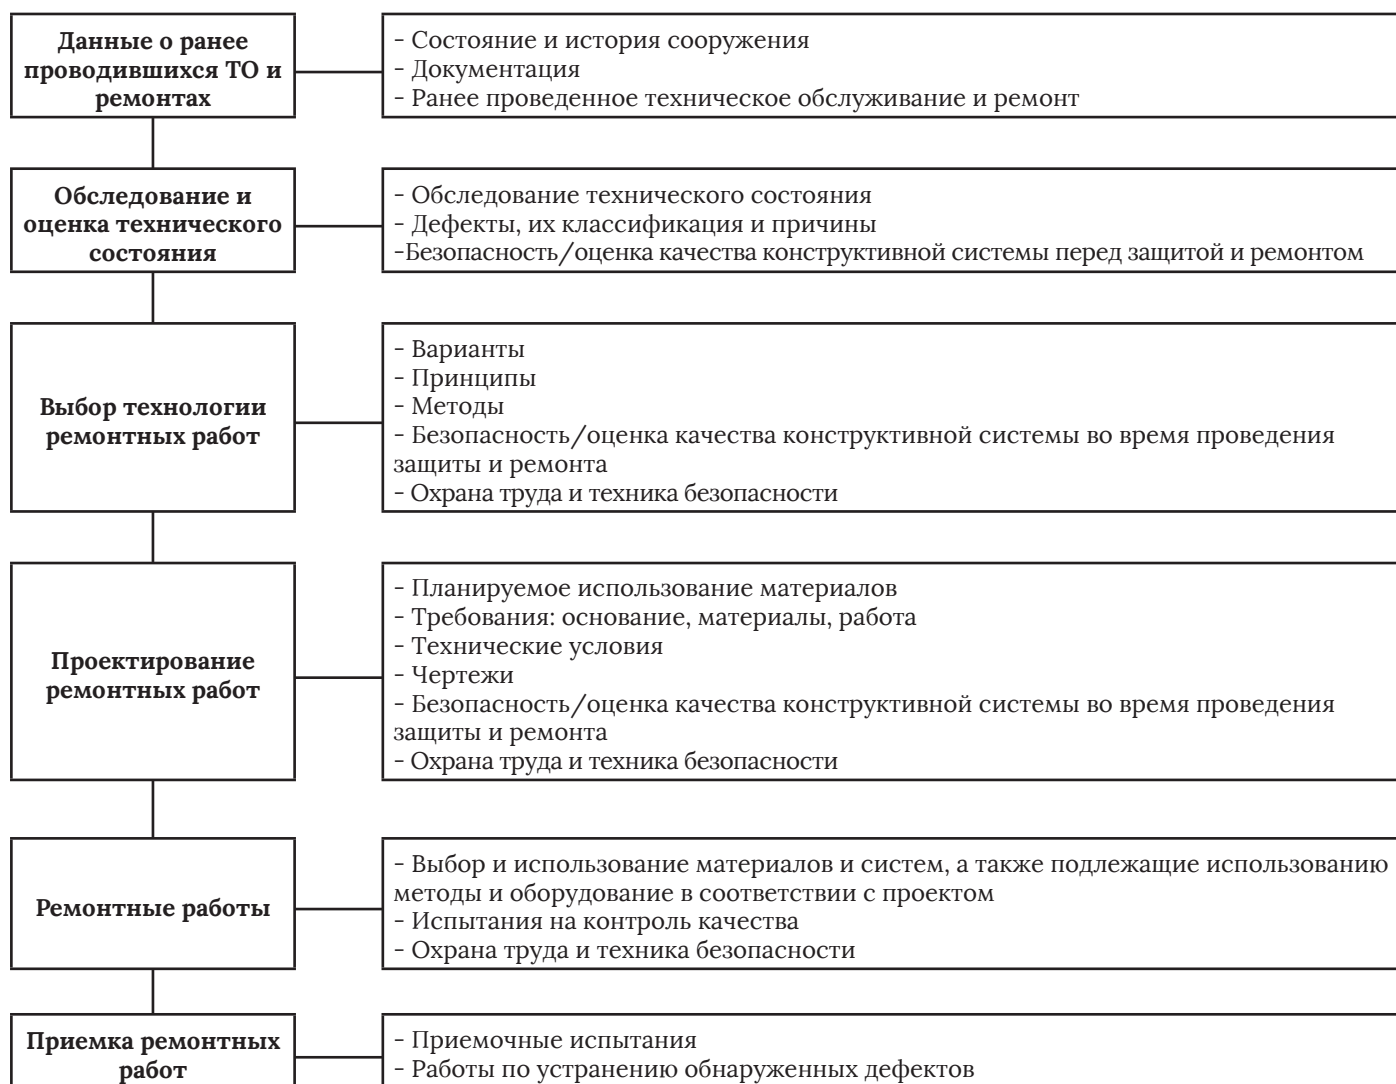 Данные о ранее
проводившихся ТО и
ремонтах
- Состояние и история сооружения
- Документация
- Ранее проведенное техническое обслуживание и ремонт
Обследование и
оценка технического
состояния
- Обследование технического состояния
- Дефекты, их классификация и причины
-Безопасность/оценка качества конструктивной системы перед защитой и ремонтом
Выбор технологии
ремонтных работ
- Варианты
- Принципы
- Методы
- Безопасность/оценка качества конструктивной системы во время проведения
защиты и ремонта
- Охрана труда и техника безопасности
Проектирование
ремонтных работ
- Планируемое использование материалов
- Требования: основание, материалы, работа
- Технические условия
- Чертежи
- Безопасность/оценка качества конструктивной системы во время проведения
защиты и ремонта
- Охрана труда и техника безопасности
Ремонтные работы
- Выбор и использование материалов и систем, а также подлежащие использованию
методы и оборудование в соответствии с проектом
- Испытания на контроль качества
- Охрана труда и техника безопасности
Приемка ремонтных
работ
- Приемочные испытания
- Работы по устранению обнаруженных дефектов